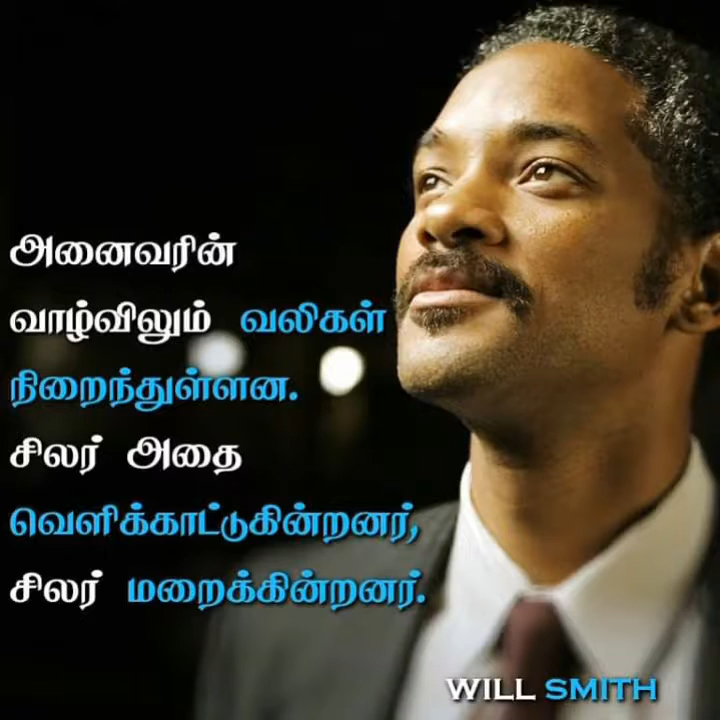 அனைவரின்
வாழ்விலும் வலிகள்
நிறைந்துள்ளன.
சிலர் அதை
வெளிக்காட்டுகின்றனர்,
சிலர் மறைக்கின்றனர்.
WILL SMITH